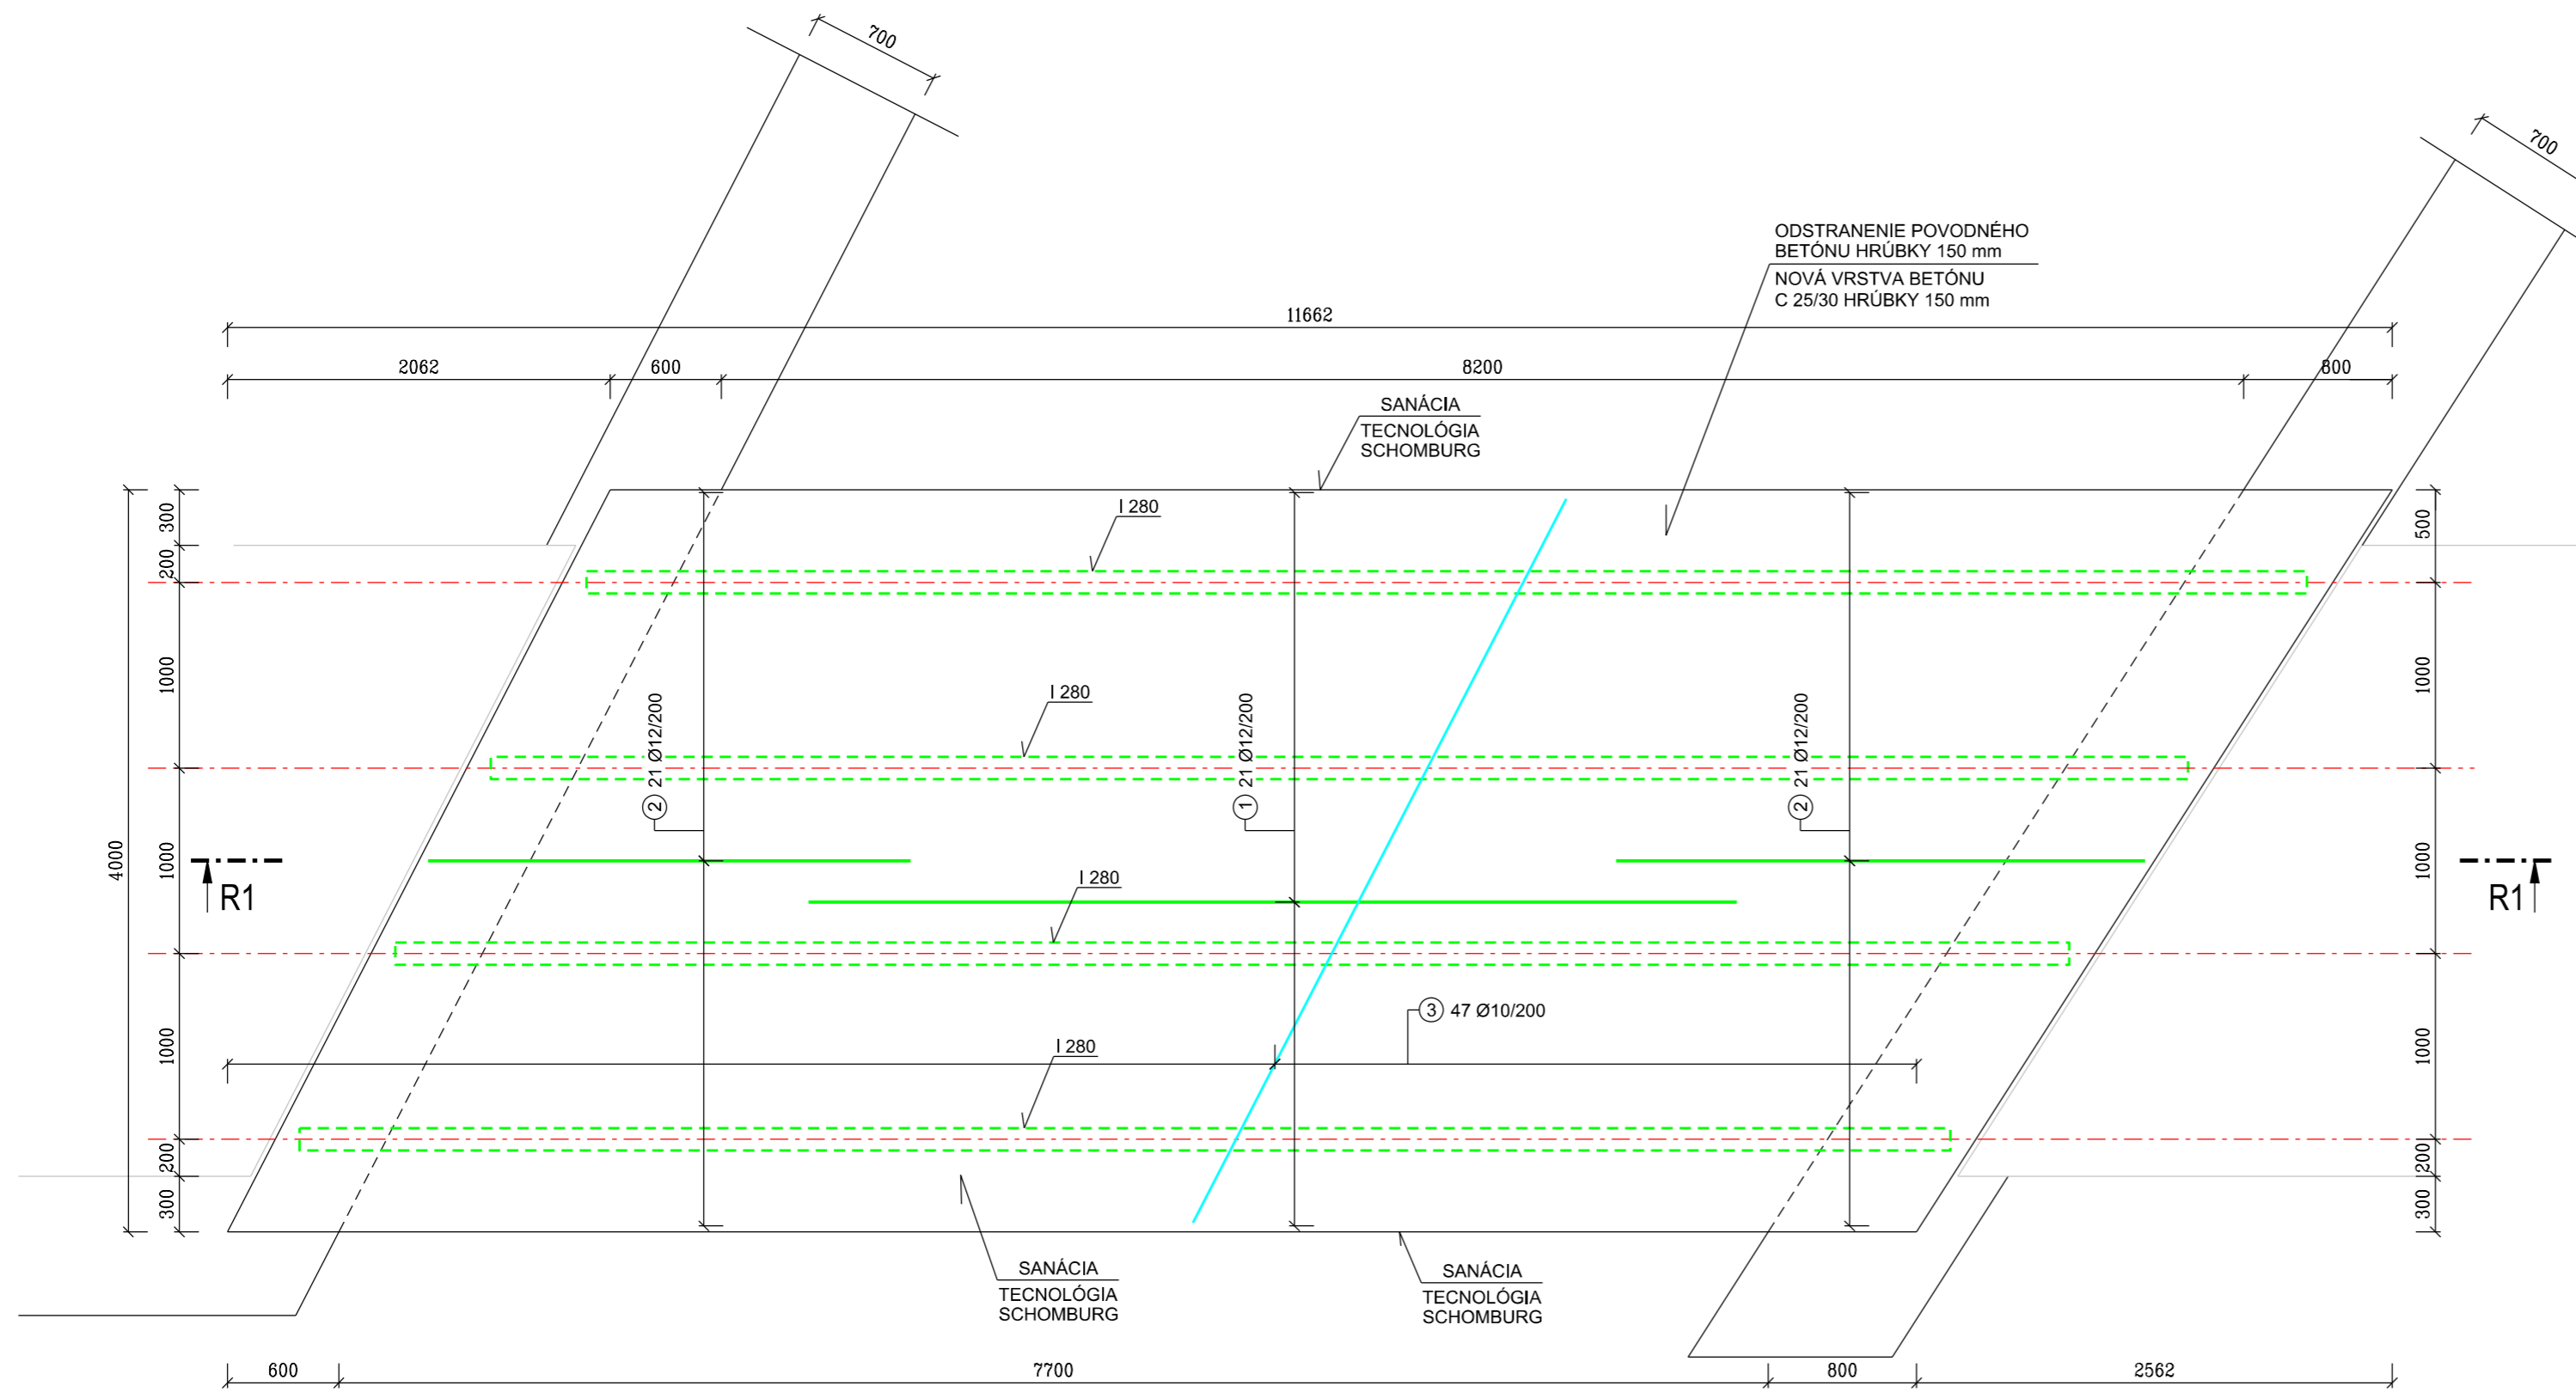 700
700
ODSTRANENIE POVODNÉHO
BETÓNU HRÚBKY 150 mm
NOVÁ VRSTVA BETÓNU
C 25/30 HRÚBKY 150 mm
11662
2062
600
8200
800
SANÁCIA
TECNOLÓGIA
SCHOMBURG
300
200
1000
1000
1000
200
300
4000
I 280
I 280
I 280
I 280
2 21 Ø12/200
1 21 Ø12/200
2 21 Ø12/200
3 47 Ø10/200
R1
R1
500
1000
1000
1000
200
300
SANÁCIA
TECNOLÓGIA
SCHOMBURG
SANÁCIA
TECNOLÓGIA
SCHOMBURG
600
7700
800
2562